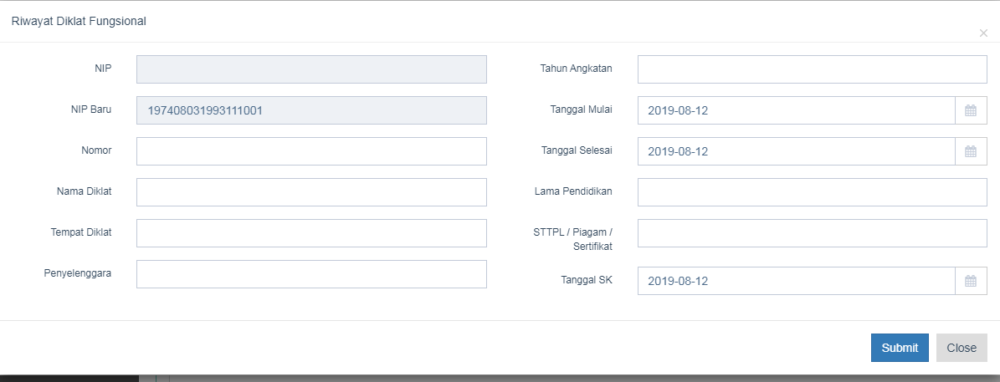 Riwayat Diklat Fungsional
×
NIP
NIP Baru 197408031993111001
Nomor
Nama Diklat
Tempat Diklat
Penyelenggara
Tahun Angkatan
Tanggal Mulai 2019-08-12
Tanggal Selesai 2019-08-12
Lama Pendidikan
STTPL / Piagam /
Sertifikat
Tanggal SK 2019-08-12
Submit Close